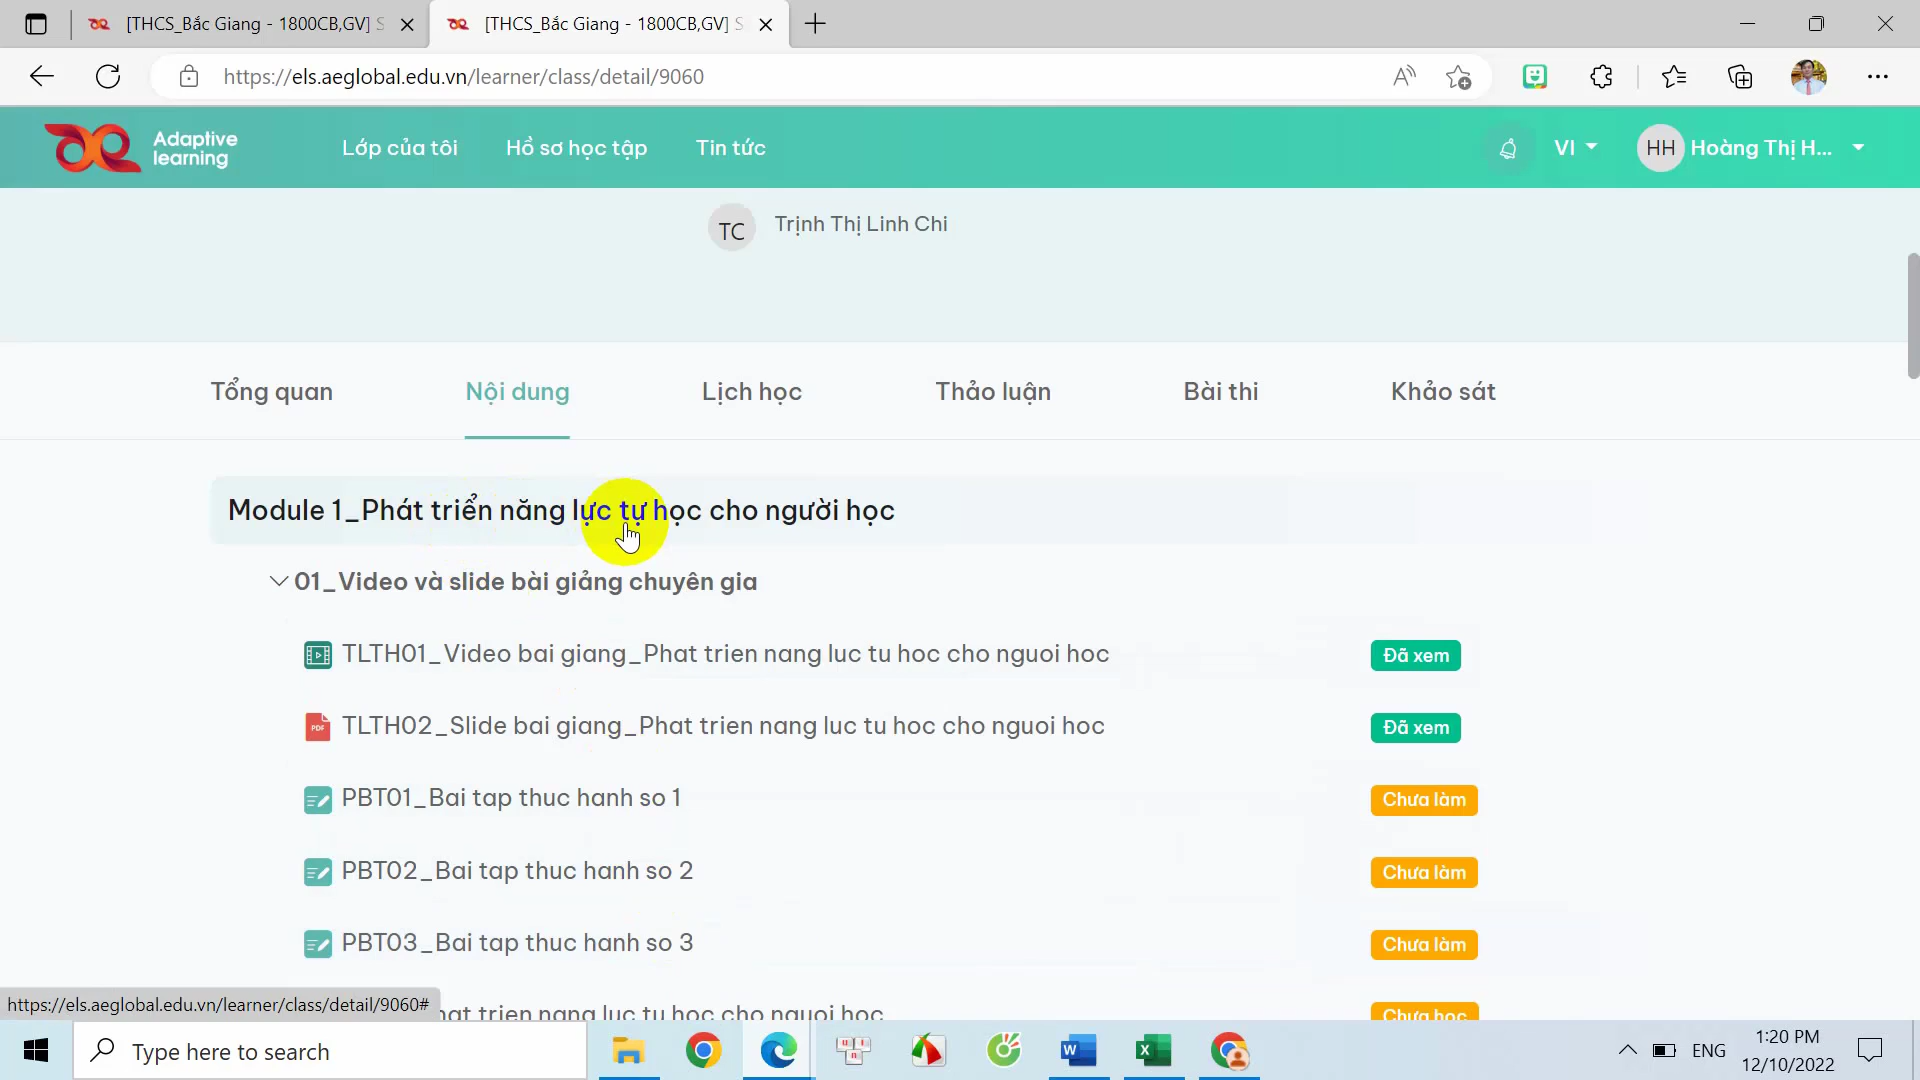 [THCS_Bắc Giang - 1800CB,GV] S
[THCS_Bắc Giang - 1800CB,GV] S
https://els.aeglobal.edu.vn/learner/class/detail/9060
Adaptive
learning
Lớp của tôi
Hồ sơ học tập
Tin tức
VI
HH
Hoàng Thị H...
TC
Trịnh Thị Linh Chi
Tổng quan
Nội dung
Lịch học
Thảo luận
Bài thi
Khảo sát
Module 1_Phát triển năng lực tự học cho người học
01_Video và slide bài giảng chuyên gia
TLTH01_Video bai giang_Phat trien nang luc tu hoc cho nguoi hoc
Đã xem
PDF
TLTH02_Slide bai giang_Phat trien nang luc tu hoc cho nguoi hoc
Đã xem
PBT01_Bai tap thuc hanh so 1
Chưa làm
PBT02_Bai tap thuc hanh so 2
Chưa làm
PBT03_Bai tap thuc hanh so 3
Chưa làm
https://els.aeglobal.edu.vn/learner/class/detail/9060#
hat trien nang luc tu hoc cho nguoi hoc
Chưa học
Type here to search
ENG
1:20 PM
12/10/2022